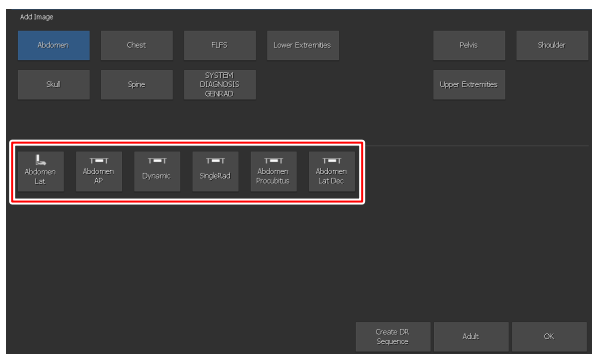 Add Image
Abdomen Chest FLFS Lower Extremities Pelvis Shoulder
Skull Spine SYSTEM
DIAGNOSIS
GENRAD Upper Extremities
Abdomen
Lat
Abdomen
AP
Dynamic
SingleRad
Abdomen
Procubitus
Abdomen
Lat Dec
Create DR
Sequence
Adult
OK